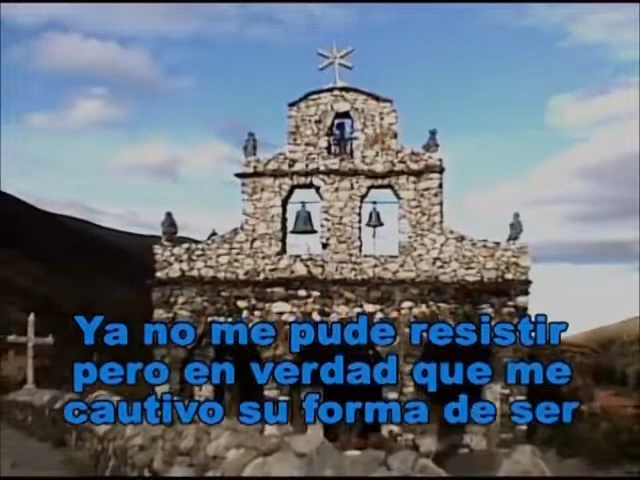 Ya no me pude resistir
pero en verdad que me
cautivo su forma de ser